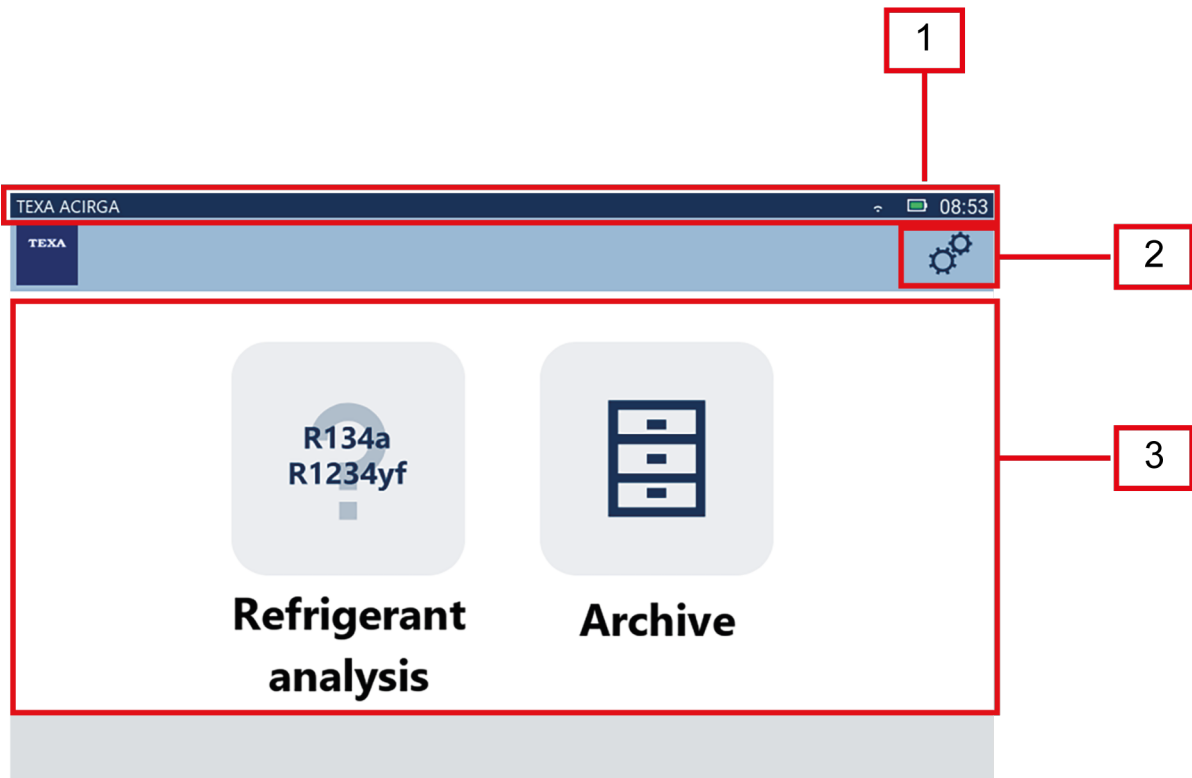 1
TEXA ACIRGA
08:53
TEXA
2
R134a
R1234yf
?
3
Refrigerant
analysis
Archive